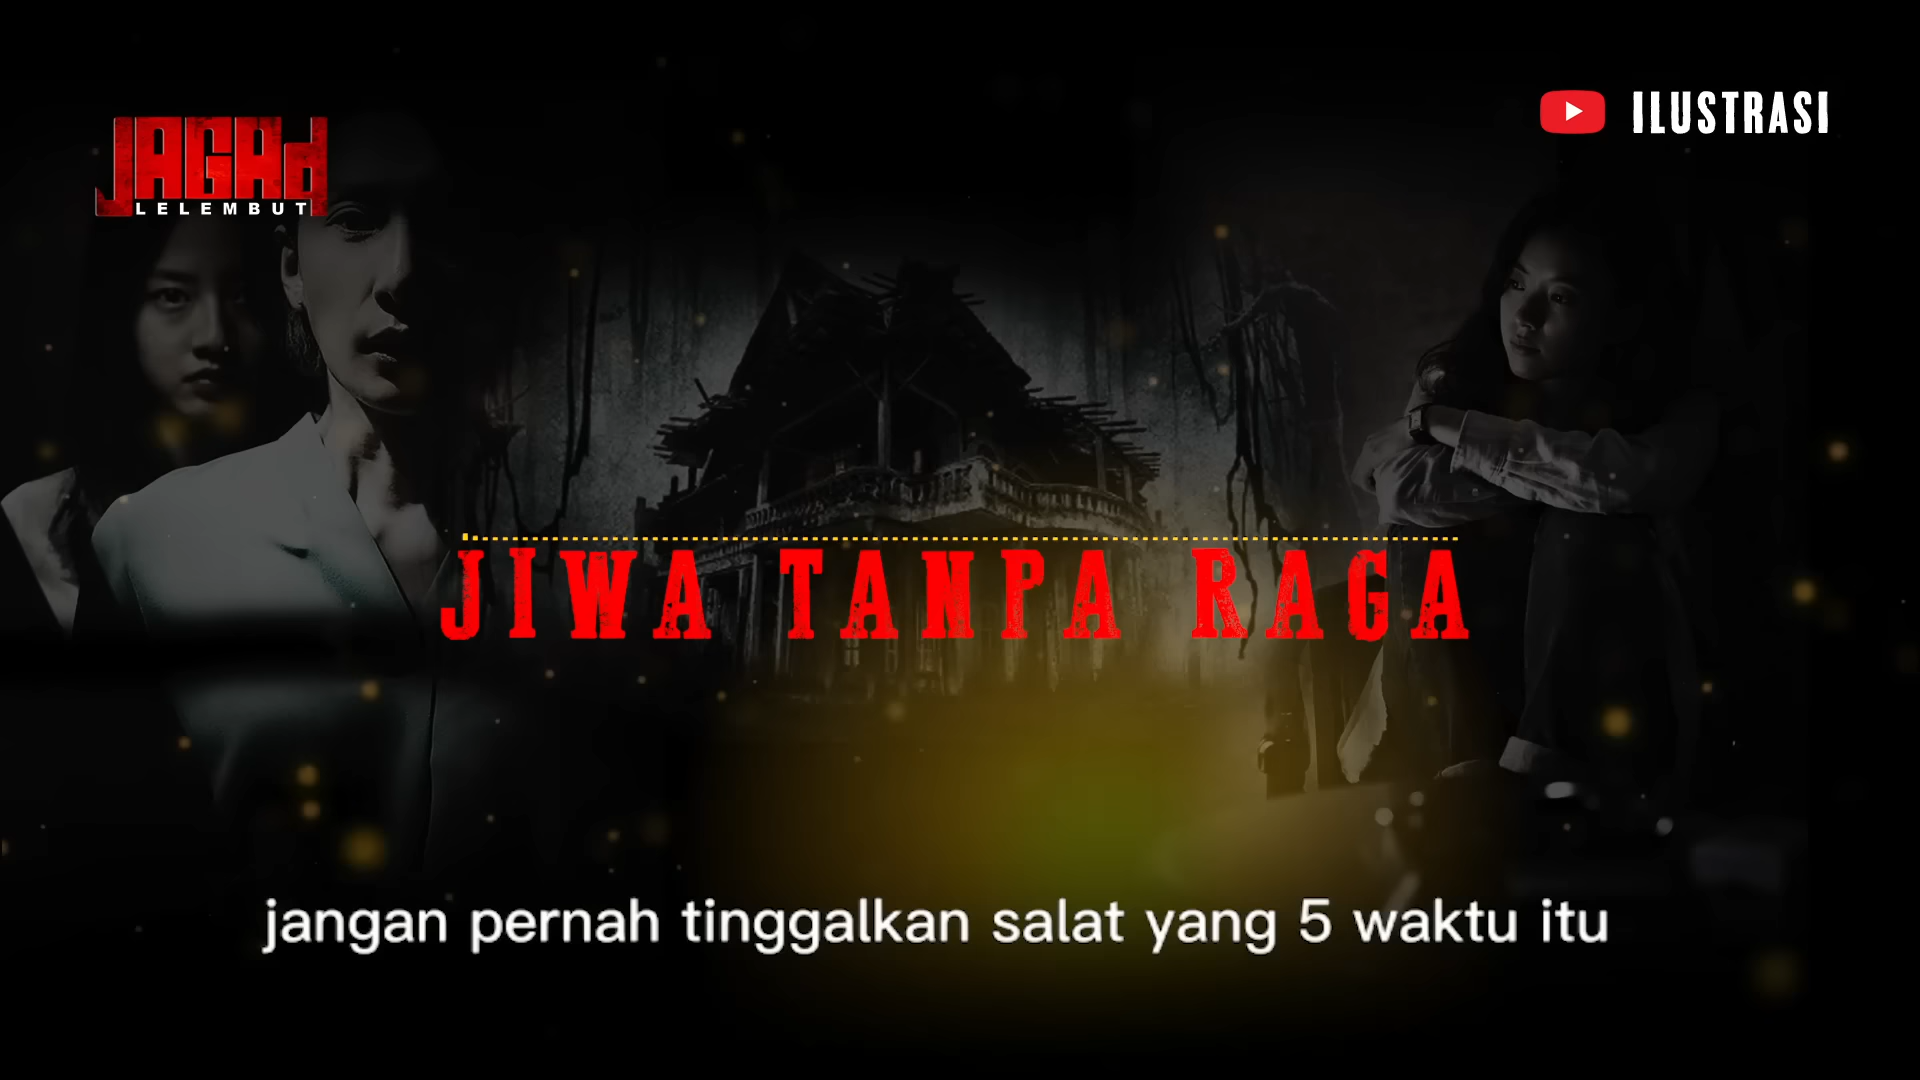 JAGAd
LELEMBUT
ILUSTRASI
JIWA TANPA RAGA
jangan pernah tinggalkan salat yang 5 waktu itu